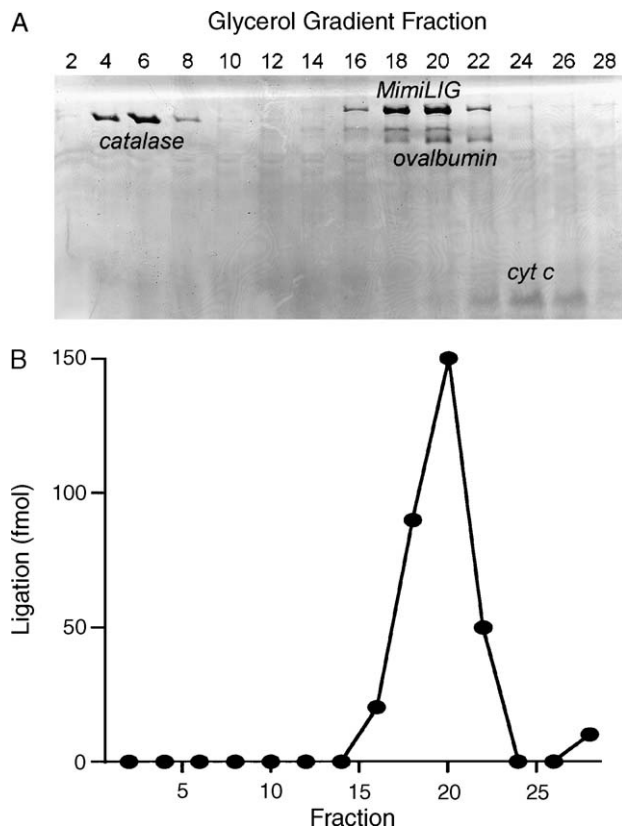 A
Glycerol Gradient Fraction
2 4 6 8 10 12 14 16 18 20 22 24 26 28
MimiLIG
catalase
ovalbumin
cyt c
B
150
100
50
0
Ligation (fmol)
5 10 15 20 25
Fraction